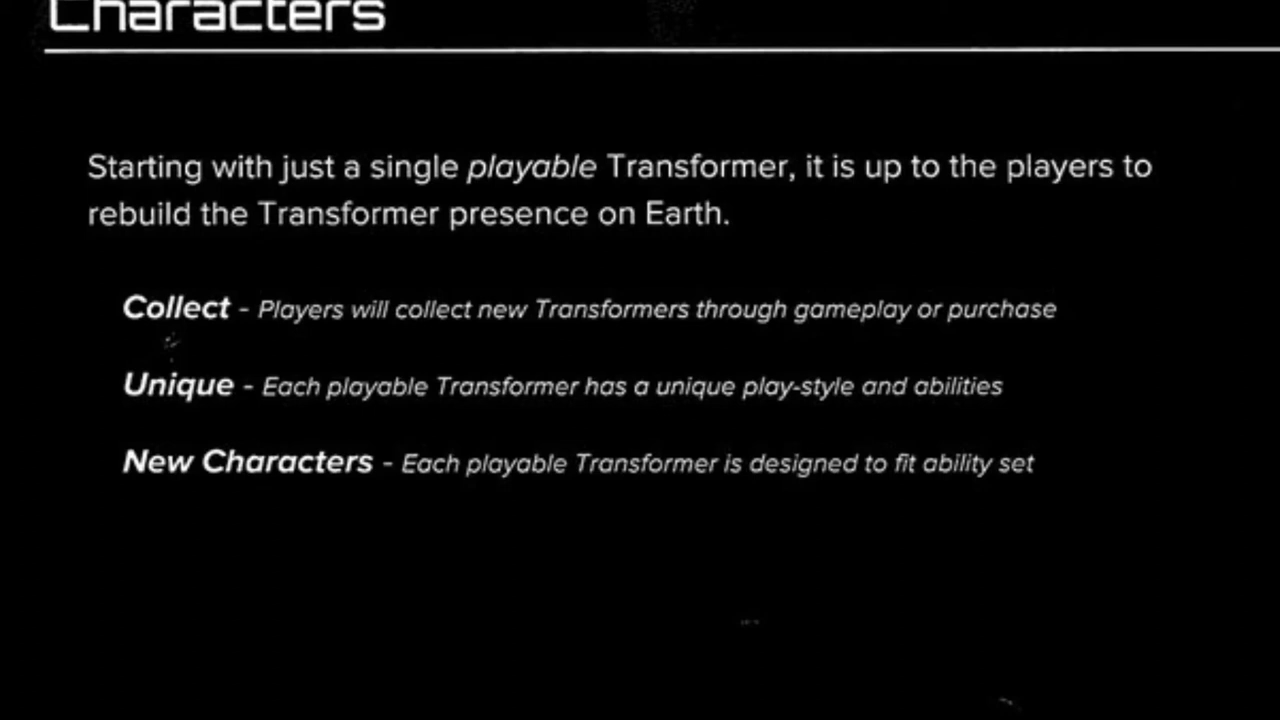 Characters
Starting with just a single playable Transformer, it is up to the players to
rebuild the Transformer presence on Earth.
Collect - Players will collect new Transformers through gameplay or purchase
Unique - Each playable Transformer has a unique play-style and abilities
New Characters - Each playable Transformer is designed to fit ability set